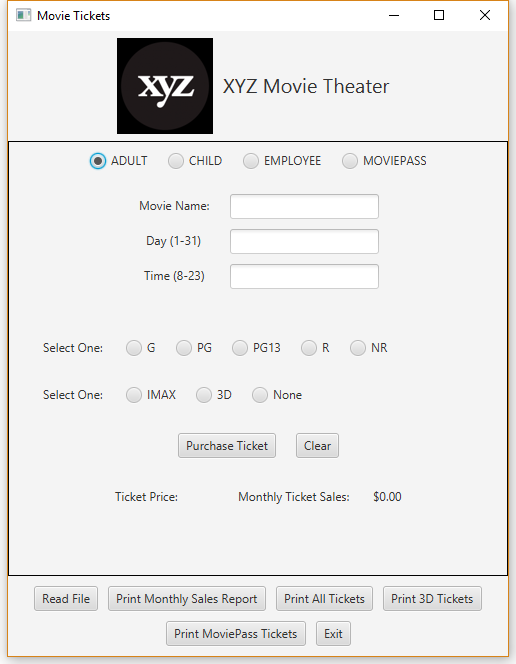 Movie Tickets
xyz
XYZ Movie Theater
ADULT CHILD EMPLOYEE MOVIEPASS
Movie Name:
Day (1-31)
Time (8-23)
Select One: G PG PG13 R NR
Select One: IMAX 3D None
Purchase Ticket Clear
Ticket Price: Monthly Ticket Sales: $0.00
Read File Print Monthly Sales Report Print All Tickets Print 3D Tickets
Print MoviePass Tickets Exit